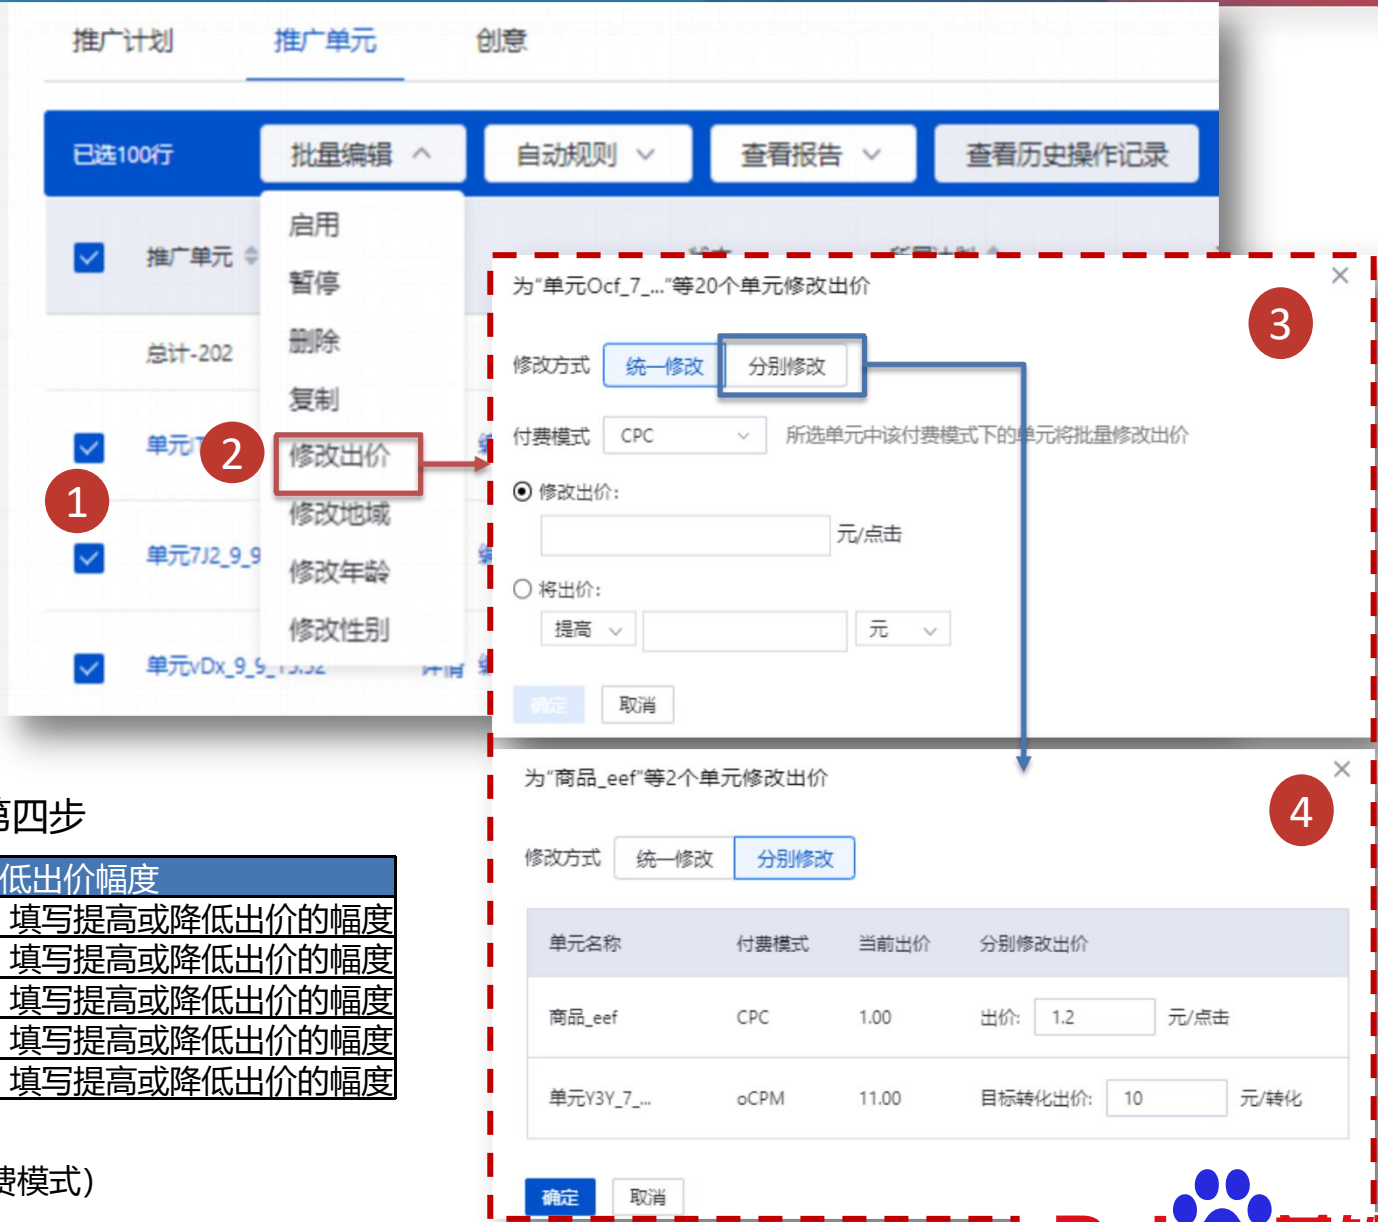 推广计划 推广单元 创意
已选100行 批量编辑 自动规则 查看报告 查看历史操作记录
推广单元
启用
暂停
删除
复制
修改出价
修改地域
修改年龄
修改性别
总计-202
1
2
单元7J2_9_9
单元vDx_9_9_15:52 详情
为"单元Ocf_7_..."等20个单元修改出价
3
修改方式 统一修改 分别修改
付费模式 CPC 所选单元中该付费模式下的单元将批量修改出价
修改出价:
元/点击
将出价:
提高 元
确定 取消
为"商品_eef"等2个单元修改出价
4
修改方式 统一修改 分别修改
单元名称 付费模式 当前出价 分别修改出价
商品_eef CPC 1.00 出价: 1.2 元/点击
单元Y3Y_7_... oCPM 11.00 目标转化出价: 10 元/转化
确定 取消
第四步
低出价幅度
填写提高或降低出价的幅度
填写提高或降低出价的幅度
填写提高或降低出价的幅度
填写提高或降低出价的幅度
填写提高或降低出价的幅度
费模式）